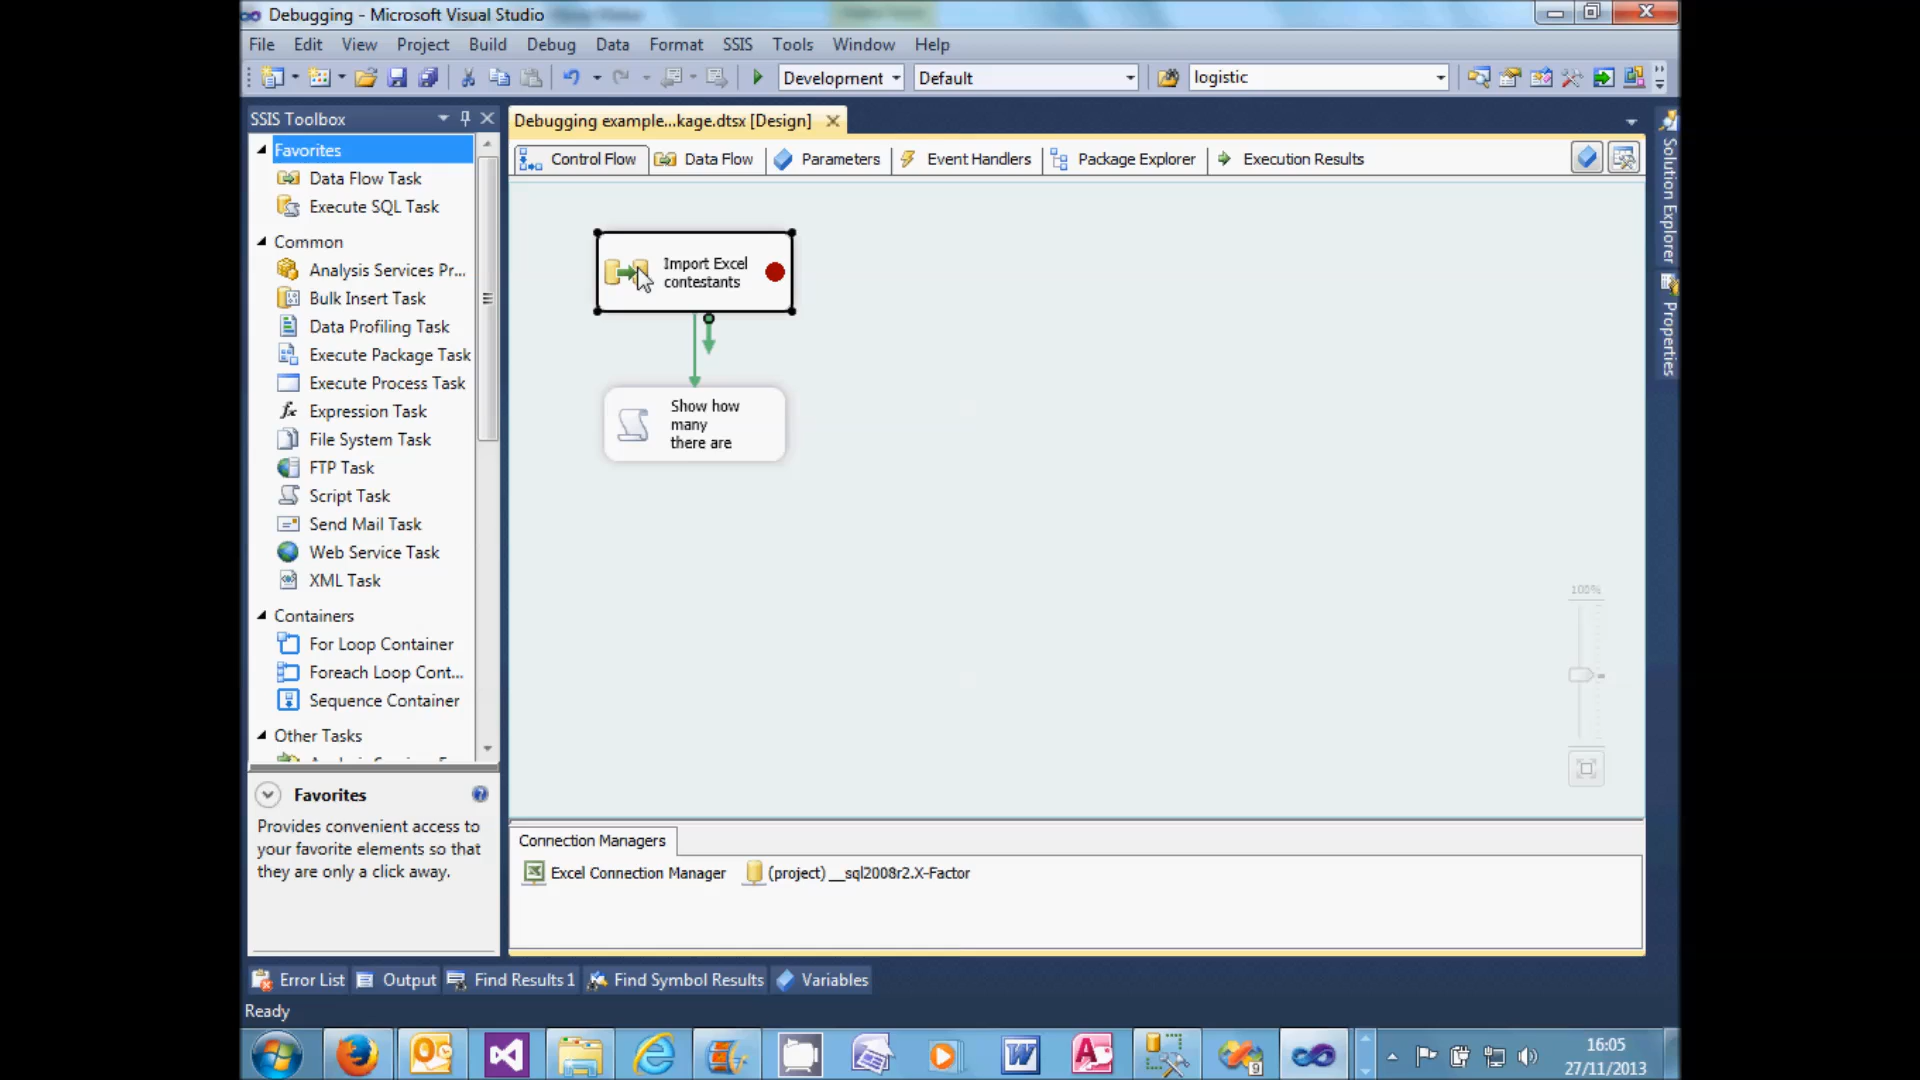 Debugging - Microsoft Visual Studio
File Edit View Project Build Debug Data Format SSIS Tools Window Help
Development Default logistic
SSIS Toolbox
Debugging example...kage.dtsx [Design]
Favorites
Control Flow Data Flow Parameters Event Handlers Package Explorer Execution Results
Data Flow Task
Execute SQL Task
Common
Analysis Services Pr...
Bulk Insert Task
Data Profiling Task
Execute Package Task
Execute Process Task
Expression Task
File System Task
FTP Task
Script Task
Send Mail Task
Web Service Task
XML Task
Containers
For Loop Container
Foreach Loop Cont...
Sequence Container
Other Tasks
Import Excel
contestants
Show how
many
there are
100%
Solution Explorer
Properties
Favorites
Provides convenient access to
your favorite elements so that
they are only a click away.
Connection Managers
Excel Connection Manager (project) __sql2008r2.X-Factor
Error List Output Find Results 1 Find Symbol Results Variables
Ready
16:05
27/11/2013